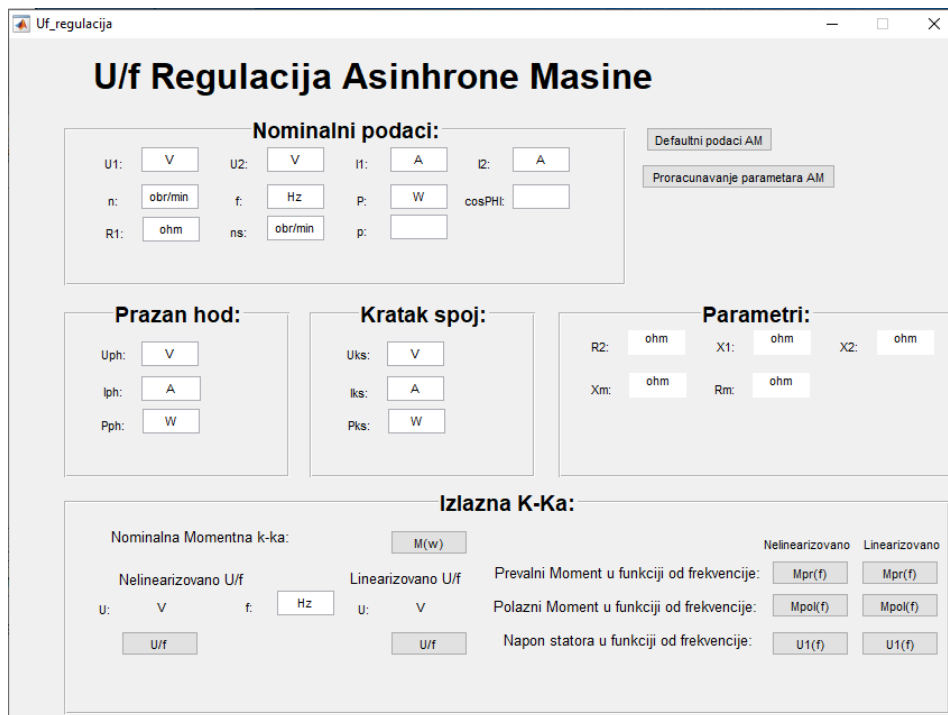 Uf_regulacija
U/f Regulacija Asinhrone Masine
Nominalni podaci:
U1: V U2: V I1: A I2: A
n: obr/min f: Hz P: W cosPHI:
R1: ohm ns: obr/min p:
Defaultni podaci AM
Proracunavanje parametara AM
Prazan hod:
Uph: V
Iph: A
Pph: W
Kratak spoj:
Uks: V
Iks: A
Pks: W
Parametri:
R2: ohm X1: ohm X2: ohm
Xm: ohm Rm: ohm
Izlazna K-Ka:
Nominalna Momentna k-ka: M(w)
Nelinearizovano U/f Linearizovano U/f
U: V f: Hz U: V
U/f U/f
Nelinearizovano Linearizovano
Prevalni Moment u funkciji od frekvencije: Mpr(f) Mpr(f)
Polazni Moment u funkciji od frekvencije: Mpol(f) Mpol(f)
Napon statora u funkciji od frekvencije: U1(f) U1(f)